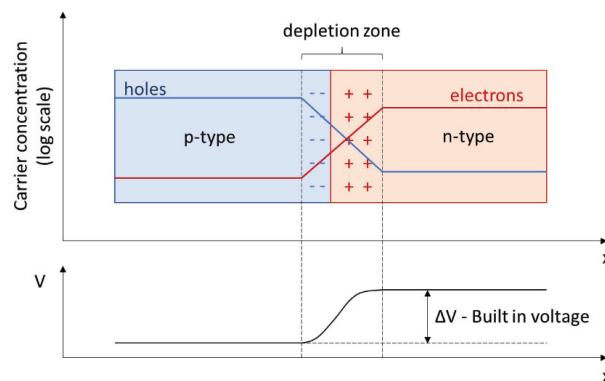 depletion zone
Carrier concentration
(log scale)
holes
electrons
p-type
n-type
- - + +
- - + +
- - + +
- - + +
- - + +
x
V
ΔV - Built in voltage
x